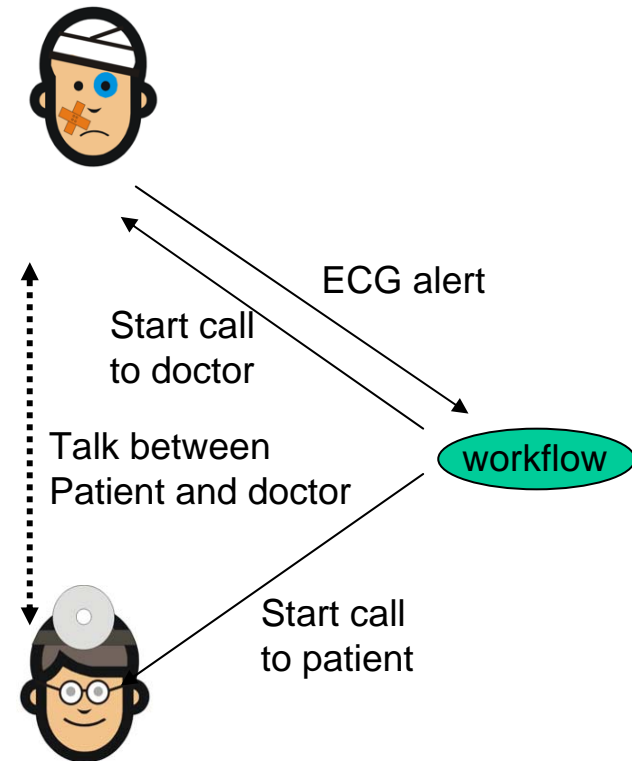 ECG alert
Start call
to doctor
Talk between
Patient and doctor
workflow
Start call
to patient